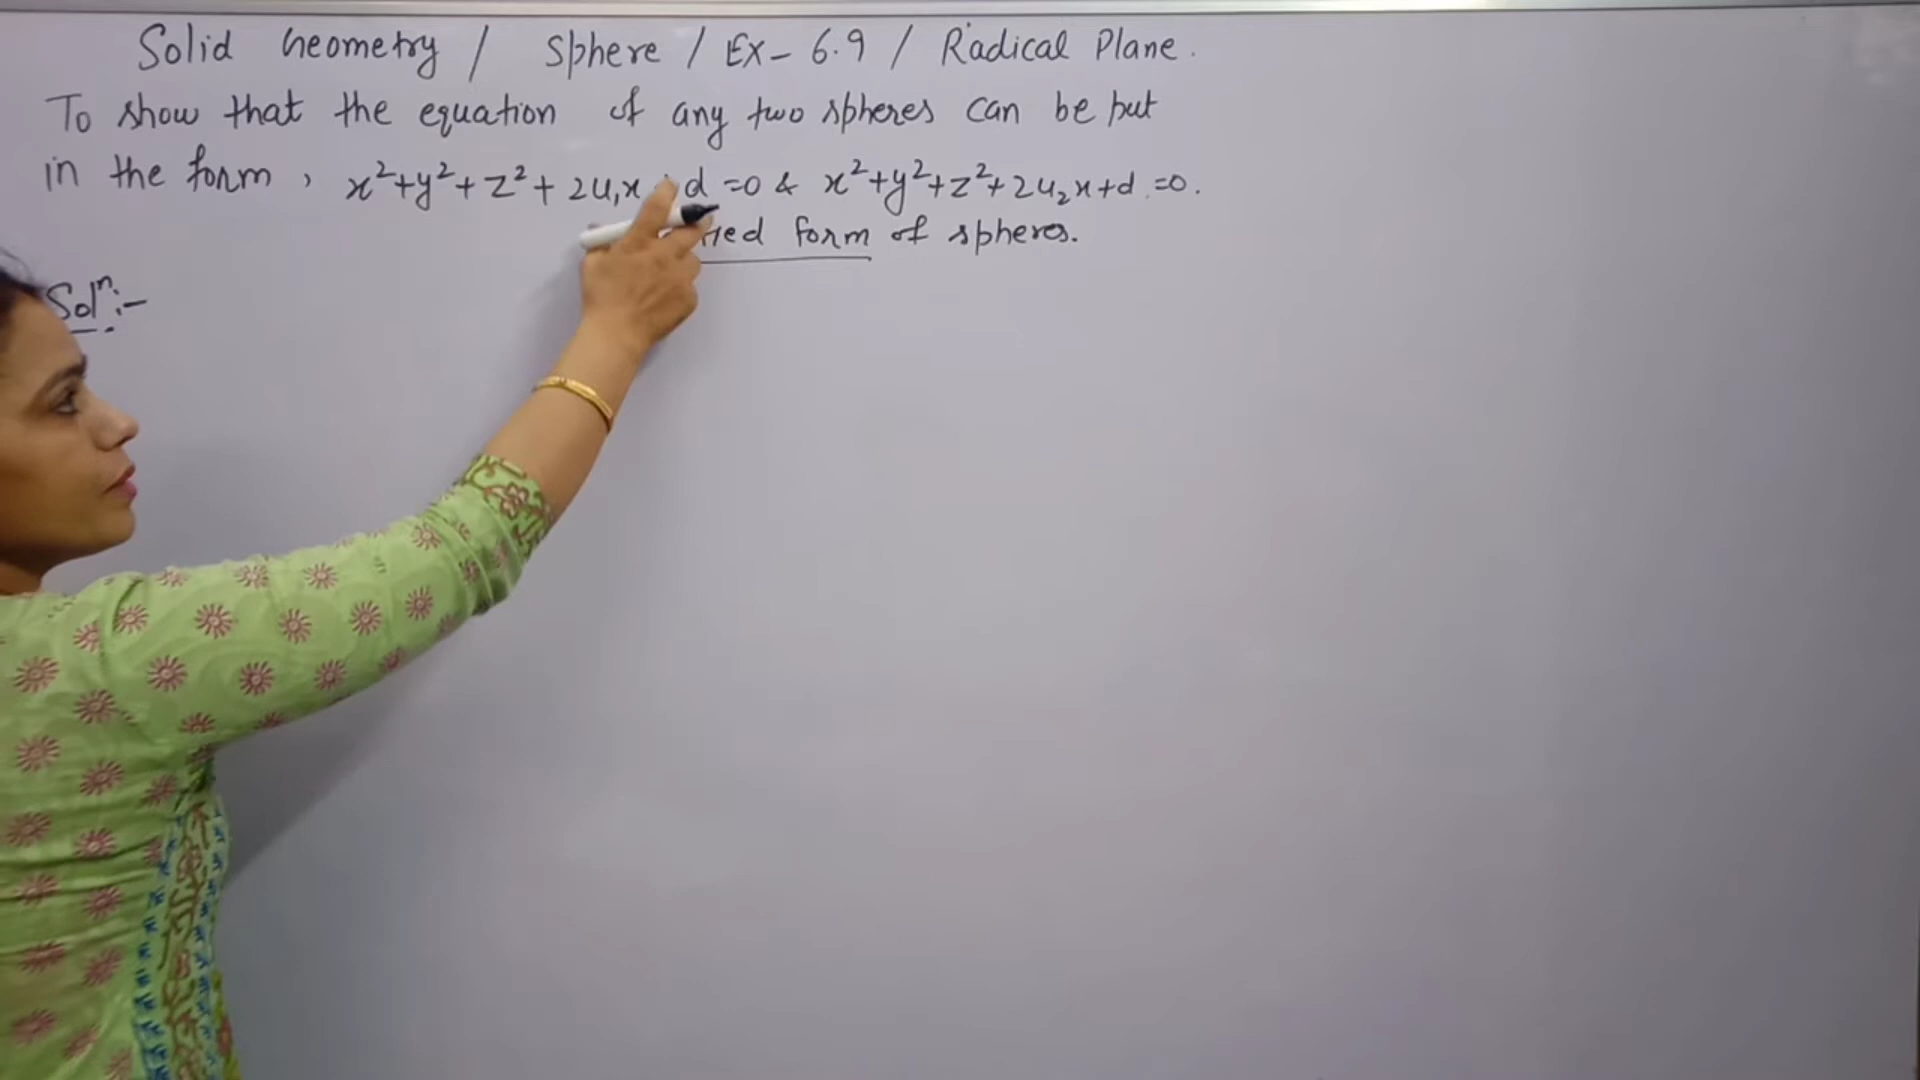 Solid Geometry / Sphere / EX- 6.9 / Radical Plane.
To show that the equation of any two spheres can be put
in the form, x²+y²+z²+2u₁x+d=0 & x²+y²+z²+2u₂x+d=0.
form of spheres.
Solⁿ:-